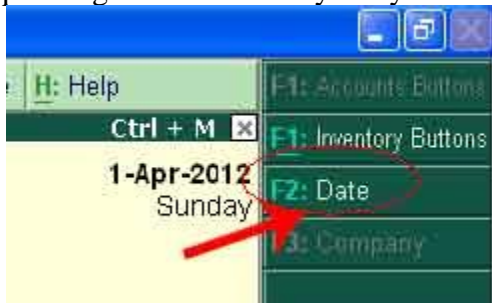 H: Help
F1: Accounts Buttons
Ctrl + M
F1: Inventory Buttons
1-Apr-2012
Sunday
F2: Date
F3: Company